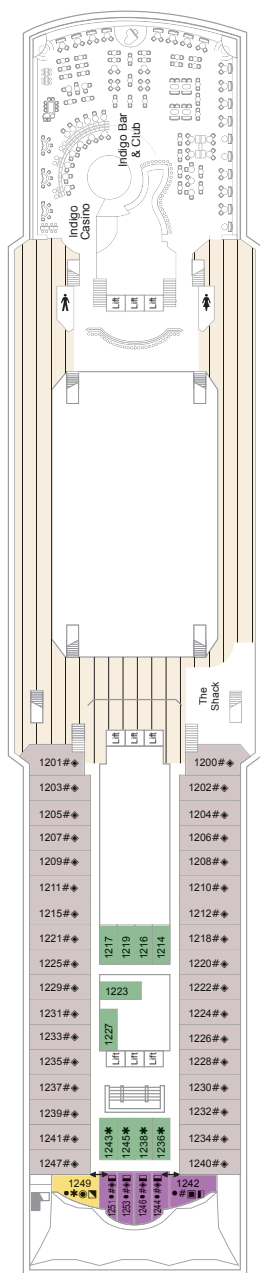 Indigo Bar
& Club
Indigo
Casino
Lift Lift Lift
The
Shack
Lift Lift Lift
1201#◈ 1200#◈
1203#◈ 1202#◈
1205#◈ 1204#◈
1207#◈ 1206#◈
1209#◈ 1208#◈
1211#◈ 1210#◈
1215#◈ 1212#◈
1221#◈ 1217 1219 1216 1214 1218#◈
1225#◈ 1220#◈
1229#◈ 1223 1222#◈
1231#◈ 1227 1224#◈
1233#◈ 1226#◈
1235#◈ Lift Lift Lift 1228#◈
1237#◈ 1230#◈
1239#◈ 1232#◈
1241#◈ 1243✱ 1245✱ 1238✱ 1236✱ 1234#◈
1247#◈ 1240#◈
1249 1251●#◈◧ 1253●#◈◧ 1246●#◈◧ 1244●#◈◧ 1242
●✱◉◪ ●#▣◧